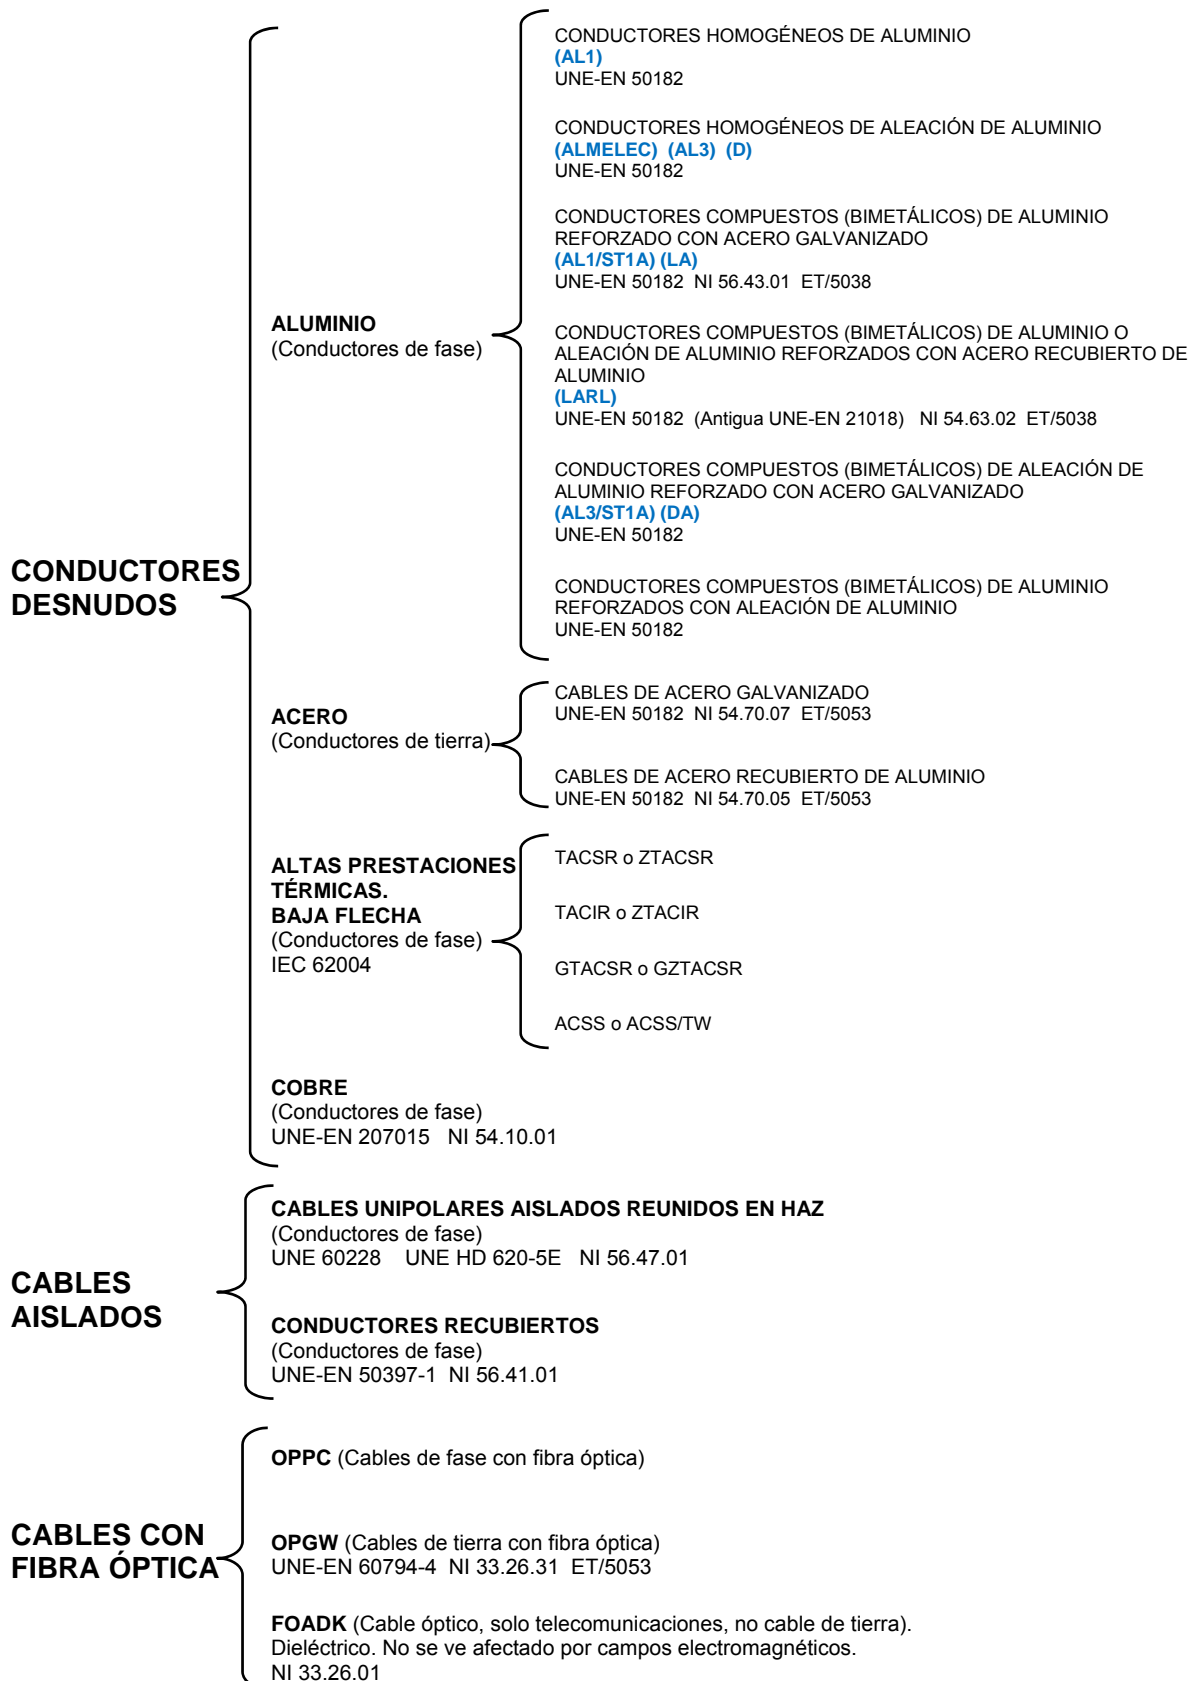 CONDUCTORES
DESNUDOS
ALUMINIO
(Conductores de fase)
CONDUCTORES HOMOGÉNEOS DE ALUMINIO
(AL1)
UNE-EN 50182
CONDUCTORES HOMOGÉNEOS DE ALEACIÓN DE ALUMINIO
(ALMELEC) (AL3) (D)
UNE-EN 50182
CONDUCTORES COMPUESTOS (BIMETÁLICOS) DE ALUMINIO
REFORZADO CON ACERO GALVANIZADO
(AL1/ST1A) (LA)
UNE-EN 50182 NI 56.43.01 ET/5038
CONDUCTORES COMPUESTOS (BIMETÁLICOS) DE ALUMINIO O
ALEACIÓN DE ALUMINIO REFORZADOS CON ACERO RECUBIERTO DE
ALUMINIO
(LARL)
UNE-EN 50182 (Antigua UNE-EN 21018) NI 54.63.02 ET/5038
CONDUCTORES COMPUESTOS (BIMETÁLICOS) DE ALEACIÓN DE
ALUMINIO REFORZADO CON ACERO GALVANIZADO
(AL3/ST1A) (DA)
UNE-EN 50182
CONDUCTORES COMPUESTOS (BIMETÁLICOS) DE ALUMINIO
REFORZADOS CON ALEACIÓN DE ALUMINIO
UNE-EN 50182
ACERO
(Conductores de tierra)
CABLES DE ACERO GALVANIZADO
UNE-EN 50182 NI 54.70.07 ET/5053
CABLES DE ACERO RECUBIERTO DE ALUMINIO
UNE-EN 50182 NI 54.70.05 ET/5053
ALTAS PRESTACIONES
TÉRMICAS.
BAJA FLECHA
(Conductores de fase)
IEC 62004
TACSR o ZTACSR
TACIR o ZTACIR
GTACSR o GZTACSR
ACSS o ACSS/TW
COBRE
(Conductores de fase)
UNE-EN 207015 NI 54.10.01
CABLES
AISLADOS
CABLES UNIPOLARES AISLADOS REUNIDOS EN HAZ
(Conductores de fase)
UNE 60228 UNE HD 620-5E NI 56.47.01
CONDUCTORES RECUBIERTOS
(Conductores de fase)
UNE-EN 50397-1 NI 56.41.01
CABLES CON
FIBRA ÓPTICA
OPPC (Cables de fase con fibra óptica)
OPGW (Cables de tierra con fibra óptica)
UNE-EN 60794-4 NI 33.26.31 ET/5053
FOADK (Cable óptico, solo telecomunicaciones, no cable de tierra).
Dieléctrico. No se ve afectado por campos electromagnéticos.
NI 33.26.01